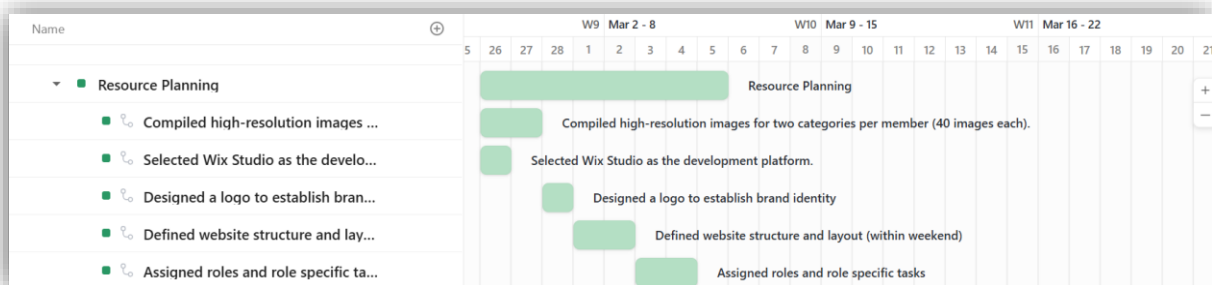 Name W9 Mar 2 - 8 W10 Mar 9 - 15 W11 Mar 16 - 22
5 26 27 28 1 2 3 4 5 6 7 8 9 10 11 12 13 14 15 16 17 18 19 20 21
Resource Planning Resource Planning
Compiled high-resolution images ... Compiled high-resolution images for two categories per member (40 images each).
Selected Wix Studio as the develo... Selected Wix Studio as the development platform.
Designed a logo to establish bran... Designed a logo to establish brand identity
Defined website structure and lay... Defined website structure and layout (within weekend)
Assigned roles and role specific ta... Assigned roles and role specific tasks